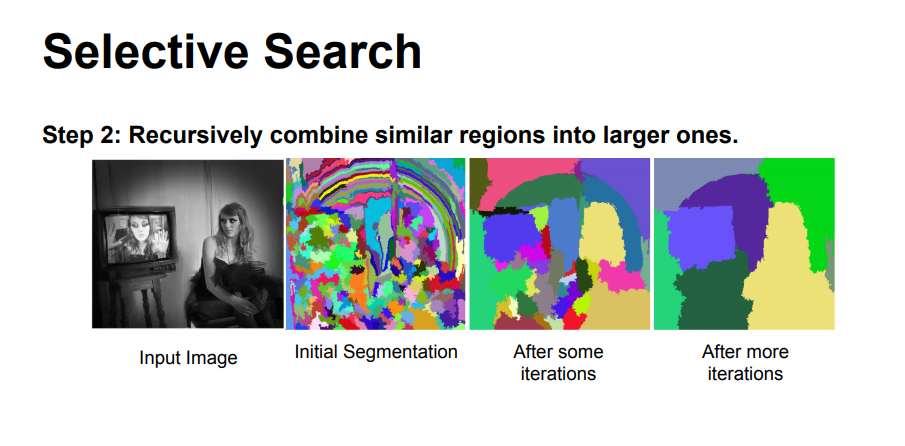 Selective Search
Step 2: Recursively combine similar regions into larger ones.
Input Image
Initial Segmentation
After some
iterations
After more
iterations